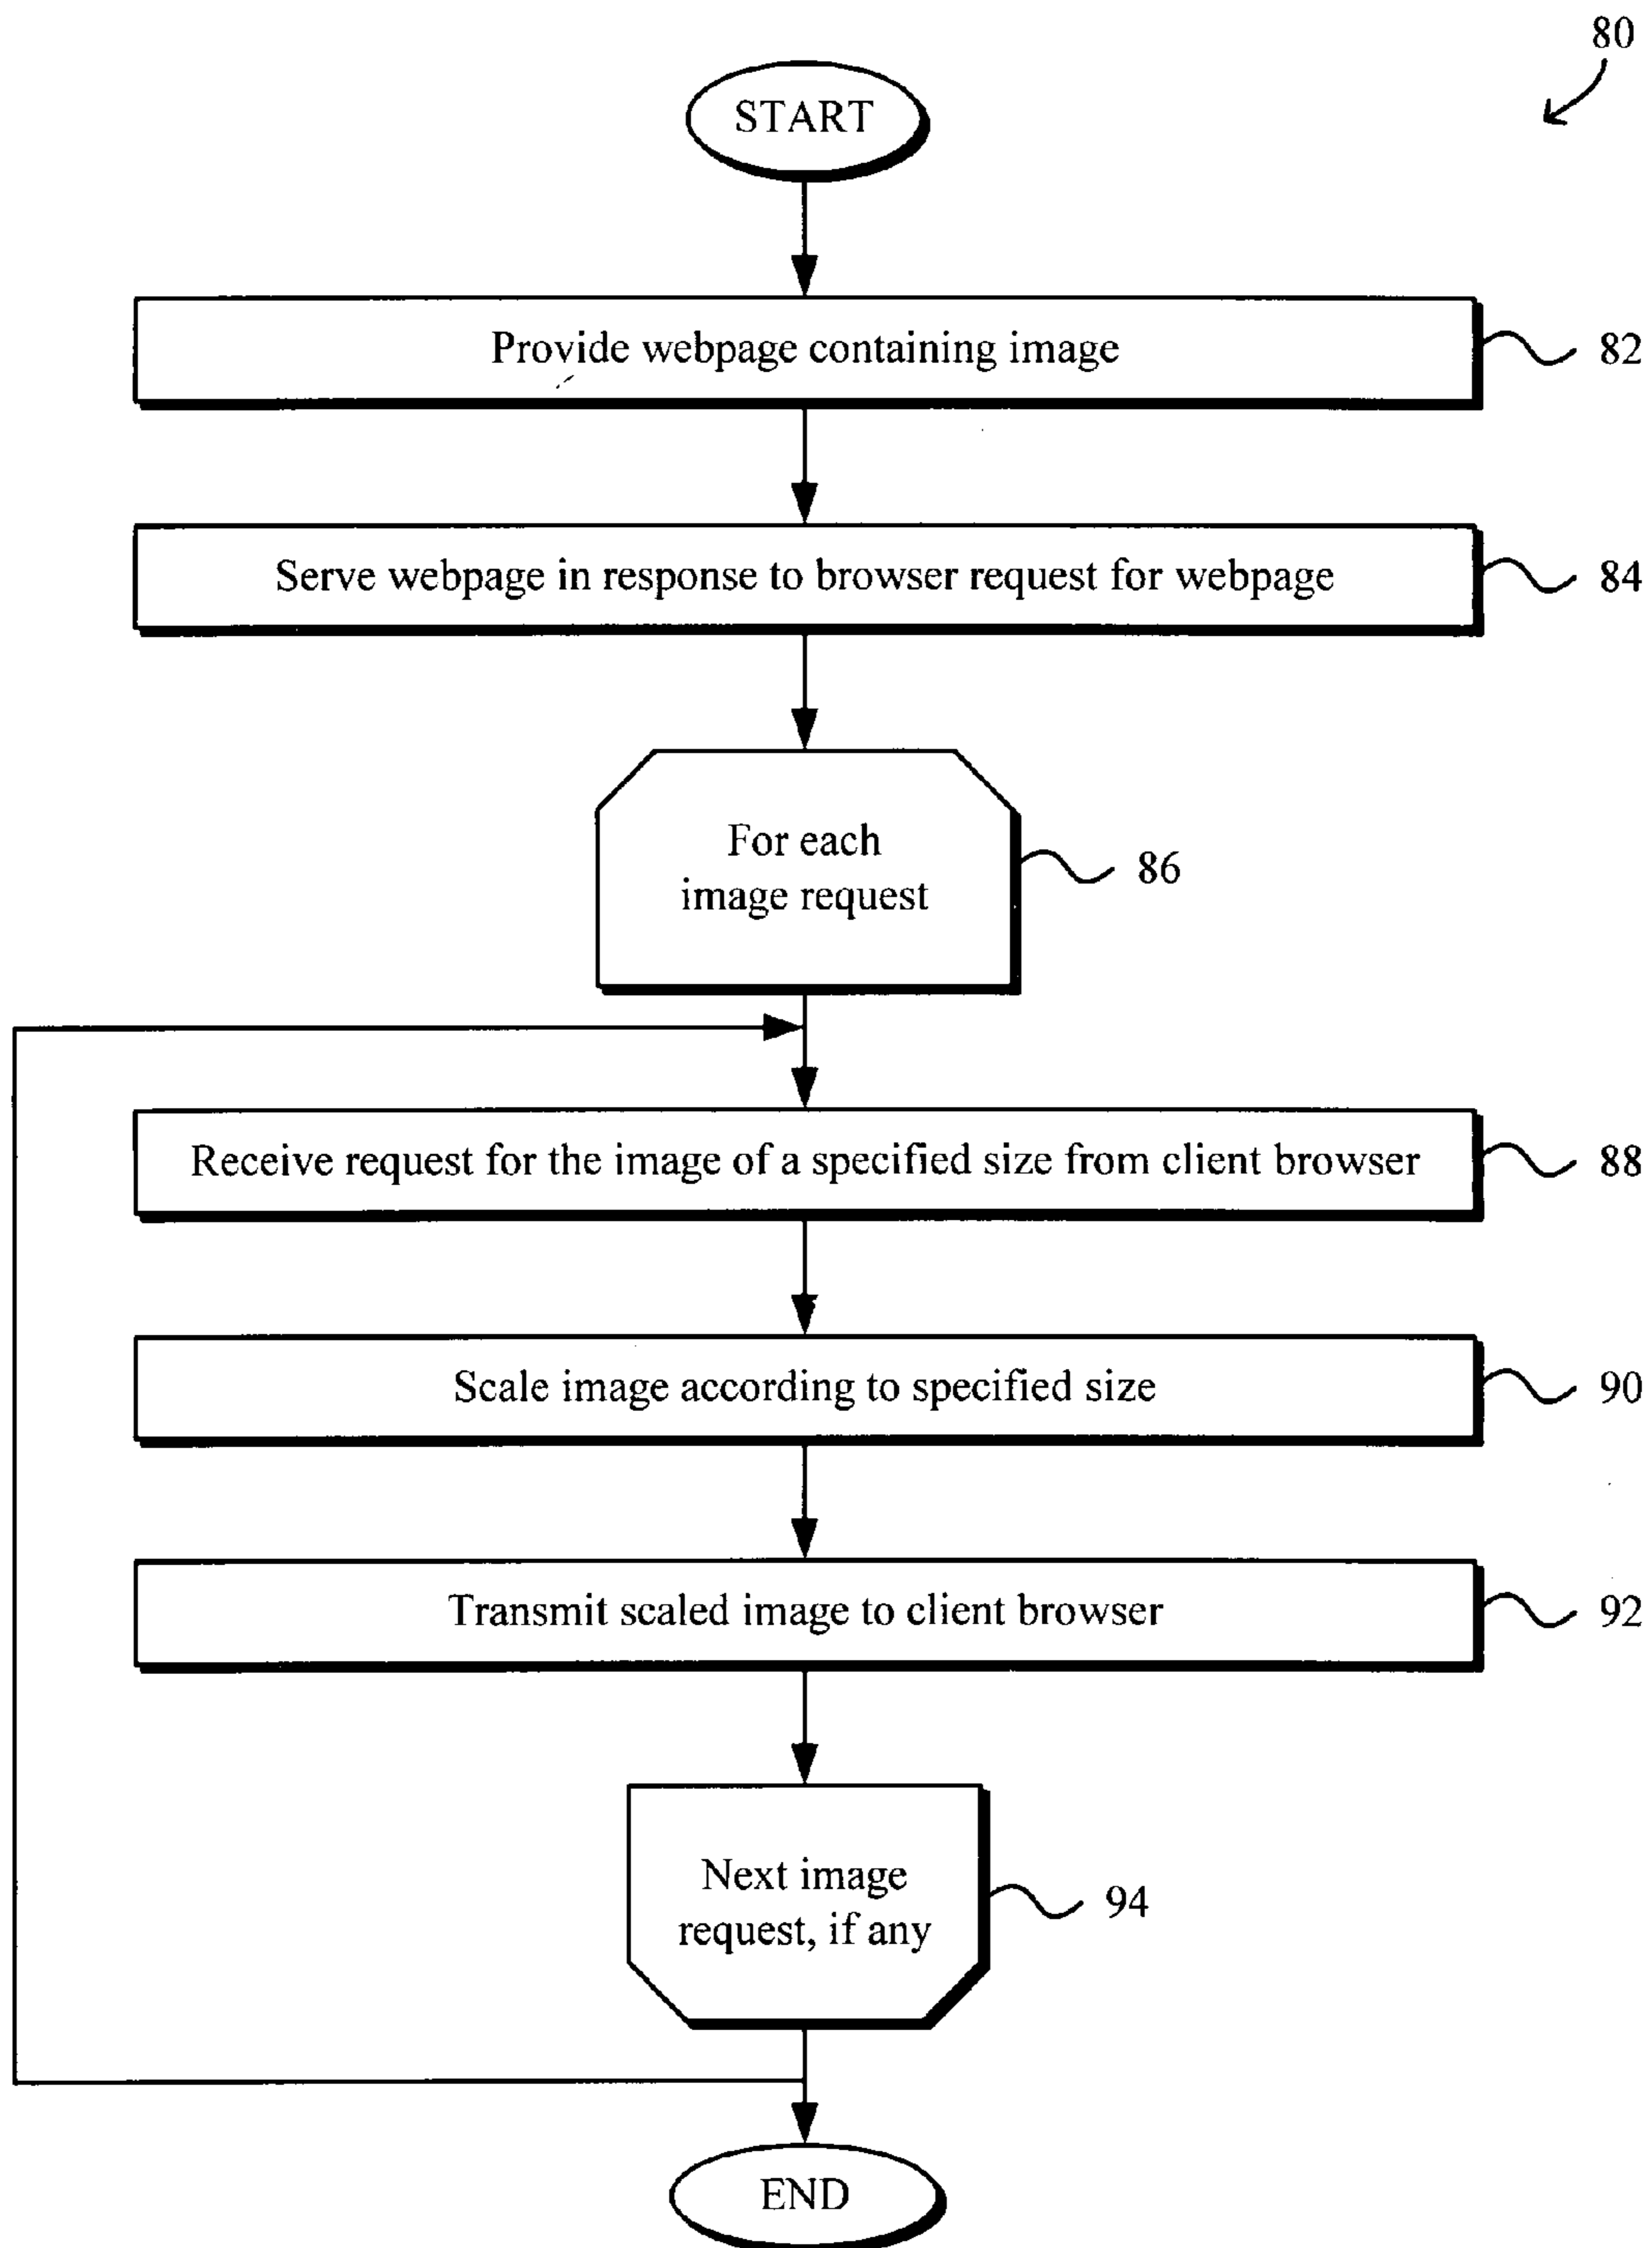 80
START
Provide webpage containing image
82
Serve webpage in response to browser request for webpage
84
For each
image request
86
Receive request for the image of a specified size from client browser
88
Scale image according to specified size
90
Transmit scaled image to client browser
92
Next image
request, if any
94
END